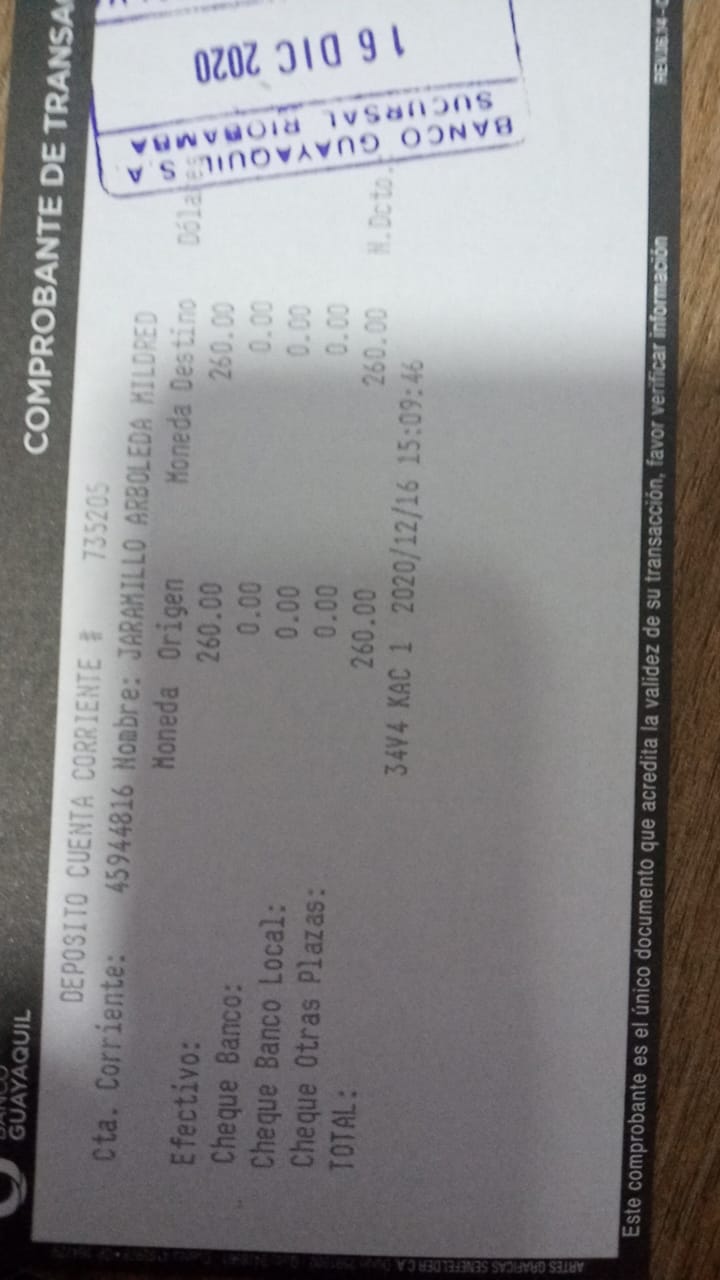 BANCO
GUAYAQUIL
COMPROBANTE DE TRANSA
16 DIC 2020
BANCO GUAYAQUIL S.A
SUCURSAL RIOBAMBA
DEPOSITO CUENTA CORRIENTE # 735205
Cta. Corriente: 45944816 Nombre: JARAMILLO ARBOLEDA MILDRED
Moneda Origen Moneda Destino Dólares
Efectivo: 260.00 260.00
Cheque Banco: 0.00 0.00
Cheque Banco Local: 0.00 0.00
Cheque Otras Plazas: 0.00 0.00
TOTAL: 260.00 260.00 N.Dcto.
34V4 KAC 1 2020/12/16 15:09:46
Este comprobante es el único documento que acredita la validez de su transacción, favor verificar información
REV.06.14 -
ARTES GRAFICAS SENEFELDER C.A.